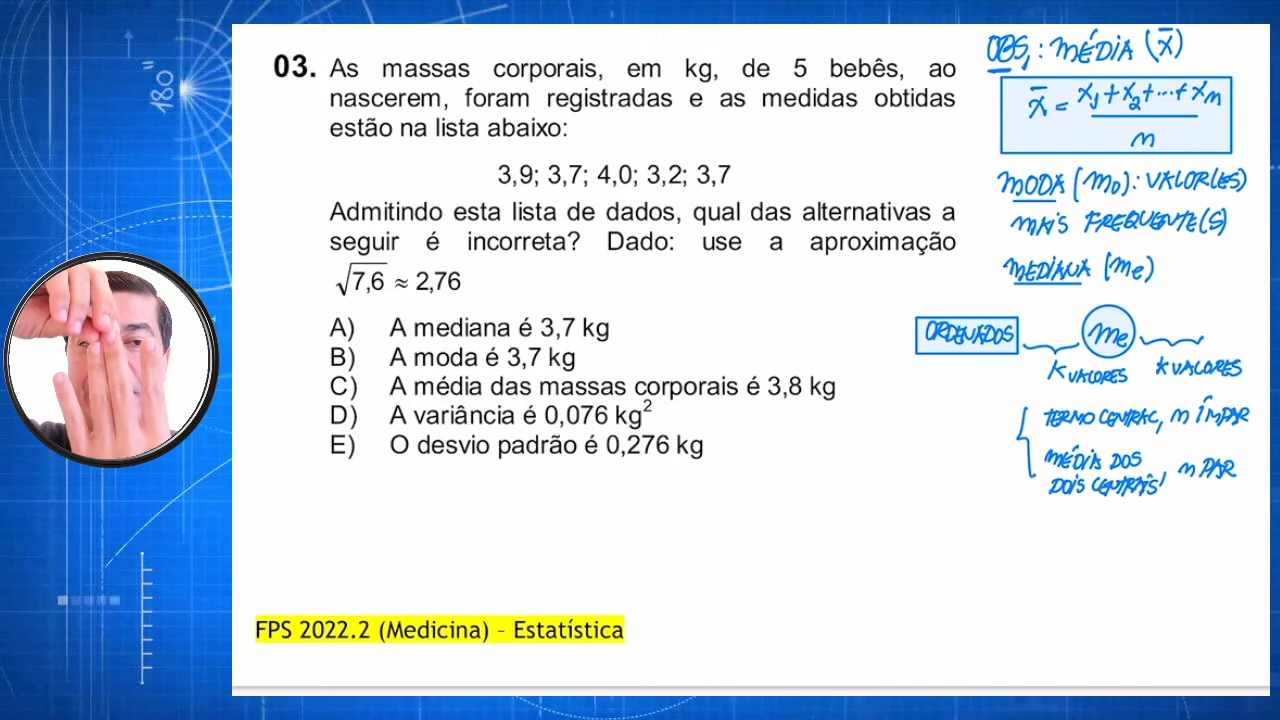 180°
03. As massas corporais, em kg, de 5 bebês, ao
nascerem, foram registradas e as medidas obtidas
estão na lista abaixo:
3,9; 3,7; 4,0; 3,2; 3,7
Admitindo esta lista de dados, qual das alternativas a
seguir é incorreta? Dado: use a aproximação
√7,6 ≈ 2,76
A) A mediana é 3,7 kg
B) A moda é 3,7 kg
C) A média das massas corporais é 3,8 kg
D) A variância é 0,076 kg²
E) O desvio padrão é 0,276 kg
FPS 2022.2 (Medicina) – Estatística
OBS₁: MÉDIA (x̄)
x̄ = x₁ + x₂ + ... + xn
n
MODA (Mo): VALOR(ES)
MAIS FREQUENTE(S)
MEDIANA (Me)
ORDENADOS Me
K VALORES K VALORES
TERMO CENTRAL, n ÍMPAR
MÉDIA DOS
DOIS CENTRAIS, n PAR